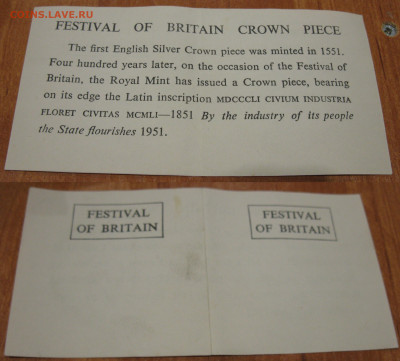 COINS.LAVE.RU
FESTIVAL OF BRITAIN CROWN PIECE
The first English Silver Crown piece was minted in 1551.
Four hundred years later, on the occasion of the Festival of
Britain, the Royal Mint has issued a Crown piece, bearing
on its edge the Latin inscription MDCCCLI CIVIUM INDUSTRIA
FLORET CIVITAS MCMLI—1851 By the industry of its people
the State flourishes 1951.
FESTIVAL
OF BRITAIN
FESTIVAL
OF BRITAIN